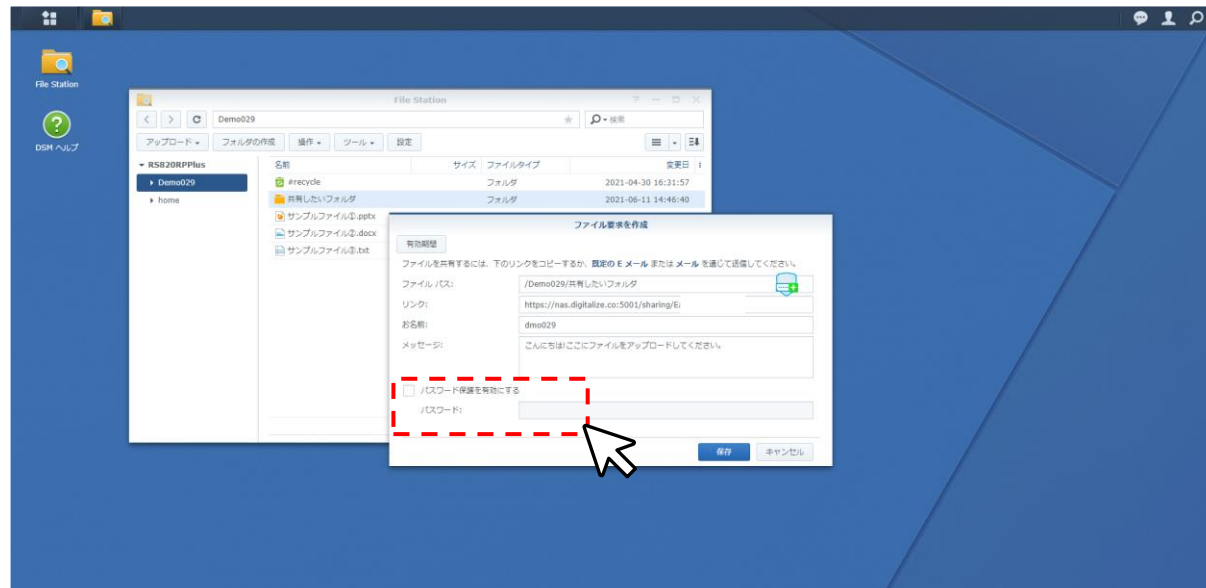 File Station
DSM ヘルプ
File Station
Demo029
検索
アップロード
フォルダの作成
操作
ツール
設定
RS820RPPlus
Demo029
home
名前 サイズ ファイルタイプ 変更日
#recycle フォルダ 2021-04-30 16:31:57
共有したいフォルダ フォルダ 2021-06-11 14:46:40
サンプルファイル①.pptx
サンプルファイル②.docx
サンプルファイル③.txt
ファイル要求を作成
有効期間
ファイルを共有するには、下のリンクをコピーするか、既定の E メール または メール を通じて送信してください。
ファイル パス: /Demo029/共有したいフォルダ
リンク: https://nas.digitalize.co:5001/sharing/E
お名前: dmo029
メッセージ: こんにちは!ここにファイルをアップロードしてください。
パスワード保護を有効にする
パスワード:
保存 キャンセル